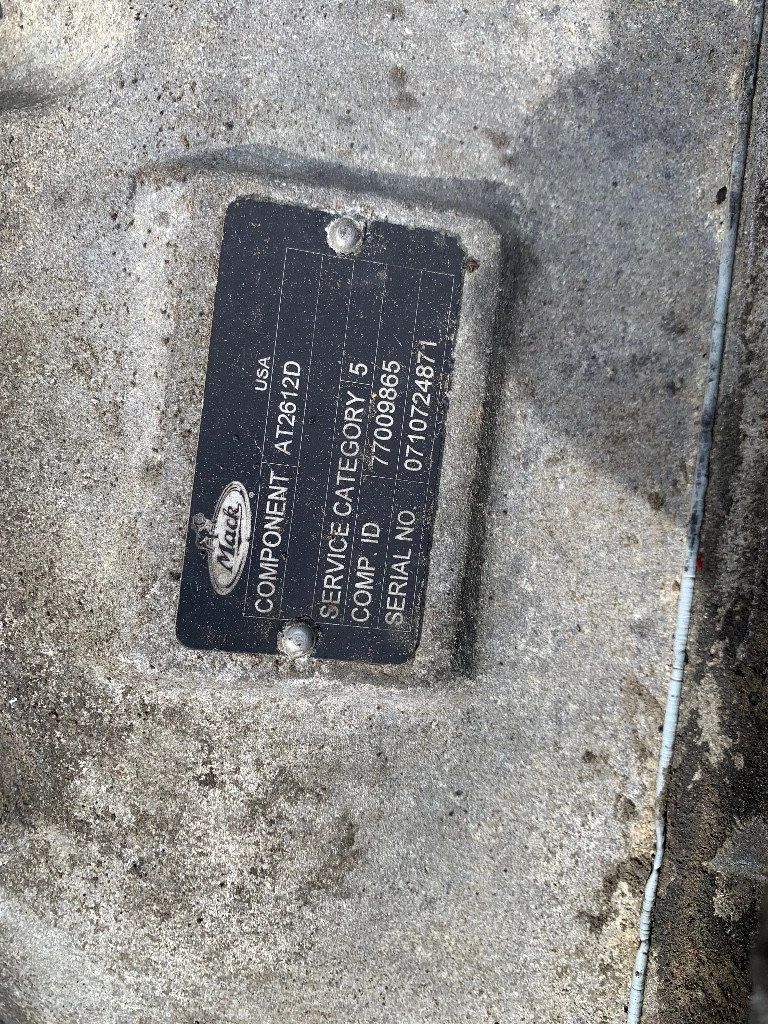 Mack
USA
COMPONENT AT2612D
SERVICE CATEGORY 5
COMP. ID 77009865
SERIAL NO 0710724871